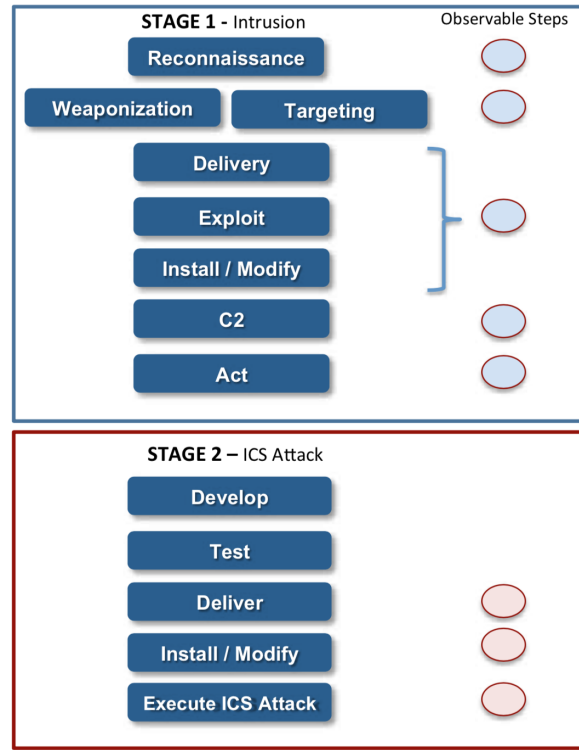 STAGE 1 - Intrusion
Observable Steps
Reconnaissance
Weaponization
Targeting
Delivery
Exploit
Install / Modify
C2
Act
STAGE 2 – ICS Attack
Develop
Test
Deliver
Install / Modify
Execute ICS Attack